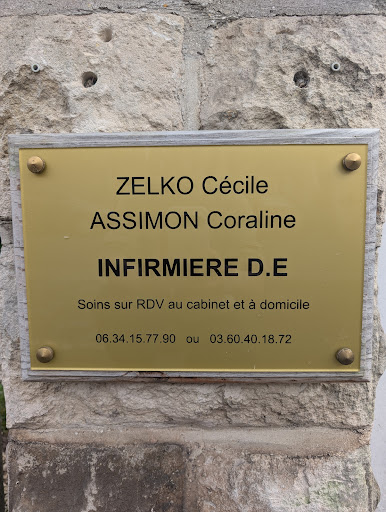 ZELKO Cécile
ASSIMON Coraline
INFIRMIERE D.E
Soins sur RDV au cabinet et à domicile
06.34.15.77.90 ou 03.60.40.18.72